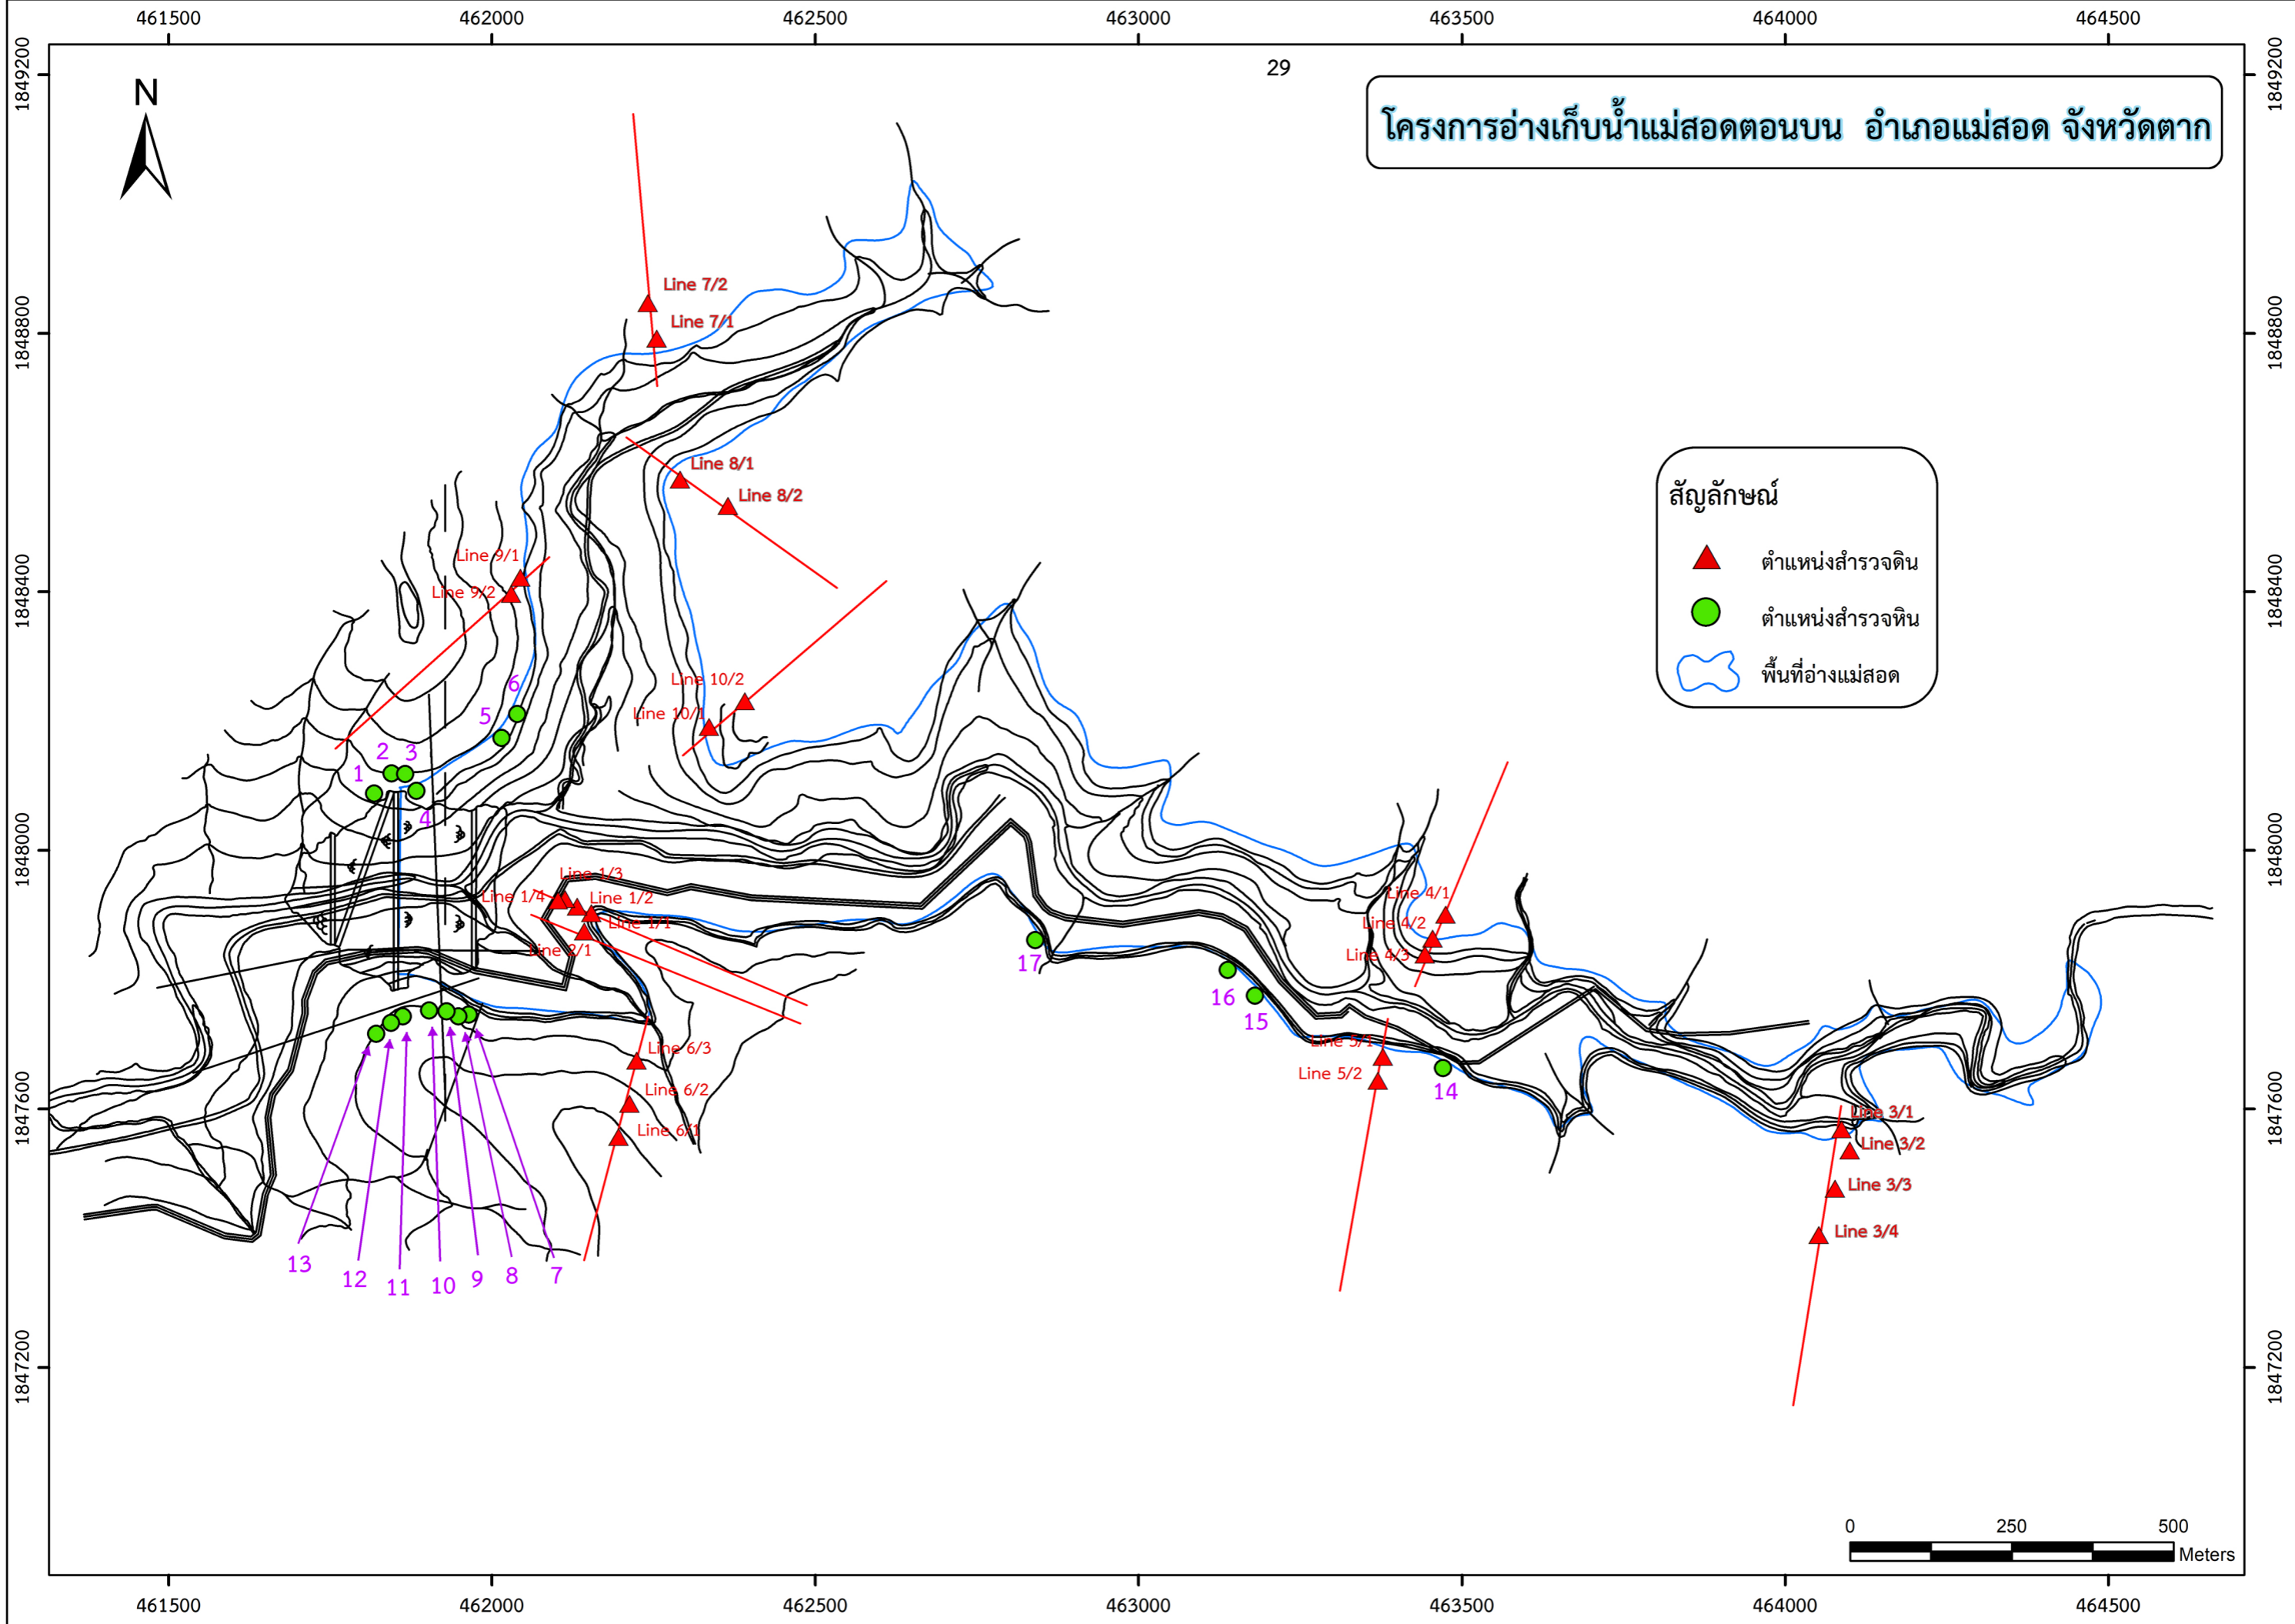 461500 462000 462500 463000 463500 464000 464500
29
1849200 1849200
N
โครงการอ่างเก็บน้ำแม่สอดตอนบน อำเภอแม่สอด จังหวัดตาก
Line 7/2
Line 7/1
1848800 1848800
Line 8/1
Line 8/2
สัญลักษณ์
ตำแหน่งสำรวจดิน
ตำแหน่งสำรวจหิน
พื้นที่อ่างแม่สอด
Line 9/1
Line 9/2
1848400 1848400
Line 10/2
Line 10/1
6
5
2 3
1
4
1848000 1848000
Line 1/3
Line 1/4 Line 1/2
Line 1/1
Line 2/1
Line 4/1
Line 4/2
Line 4/3
17
16
15
Line 6/3
Line 6/2
Line 6/1
Line 5/1
Line 5/2
14
1847600 1847600
Line 3/1
Line 3/2
Line 3/3
Line 3/4
13 12 11 10 9 8 7
1847200 1847200
0 250 500
Meters
461500 462000 462500 463000 463500 464000 464500